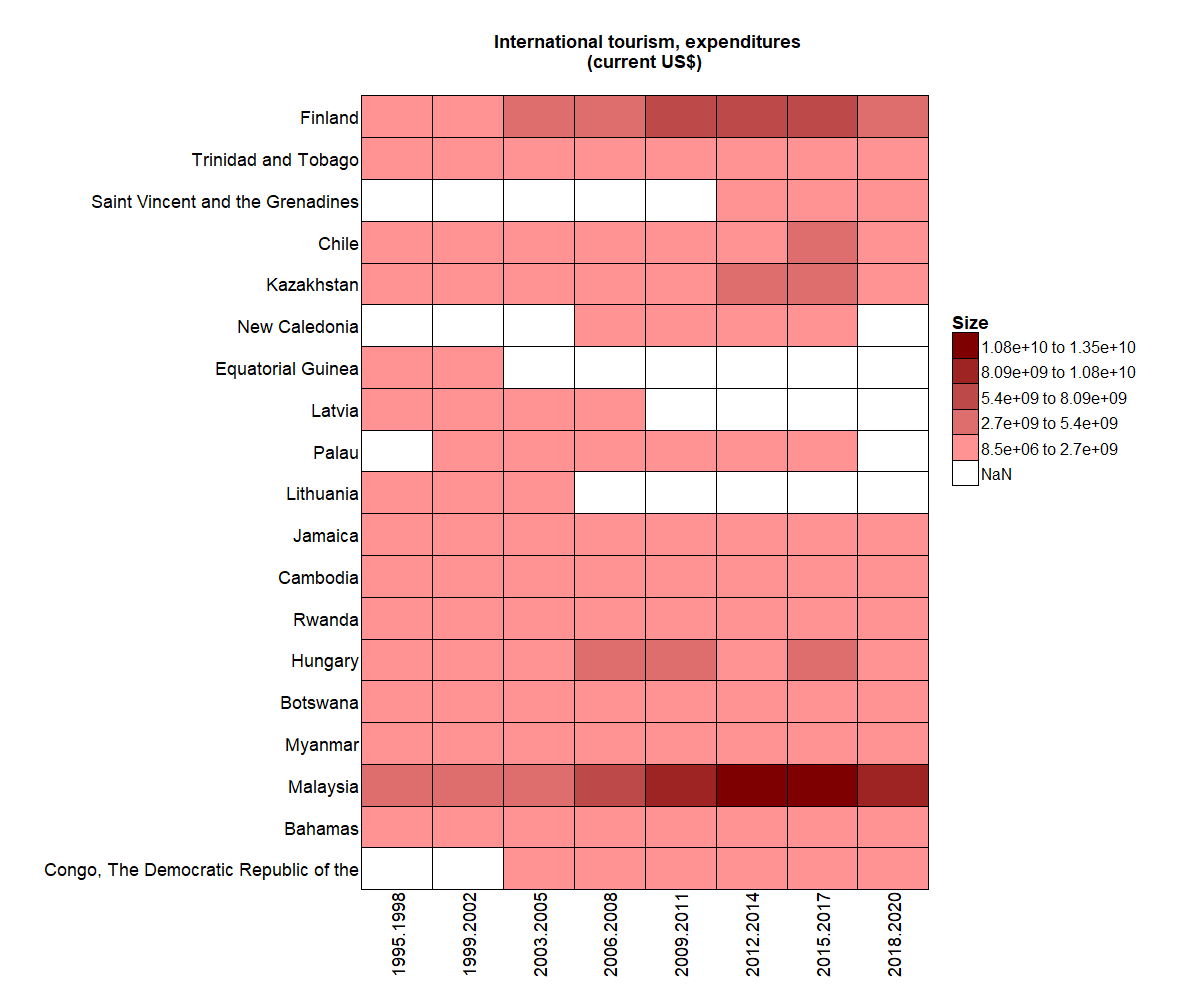 International tourism, expenditures
(current US$)
Finland
Trinidad and Tobago
Saint Vincent and the Grenadines
Chile
Kazakhstan
New Caledonia
Equatorial Guinea
Latvia
Palau
Lithuania
Jamaica
Cambodia
Rwanda
Hungary
Botswana
Myanmar
Malaysia
Bahamas
Congo, The Democratic Republic of the
1995.1998
1999.2002
2003.2005
2006.2008
2009.2011
2012.2014
2015.2017
2018.2020
Size
1.08e+10 to 1.35e+10
8.09e+09 to 1.08e+10
5.4e+09 to 8.09e+09
2.7e+09 to 5.4e+09
8.5e+06 to 2.7e+09
NaN